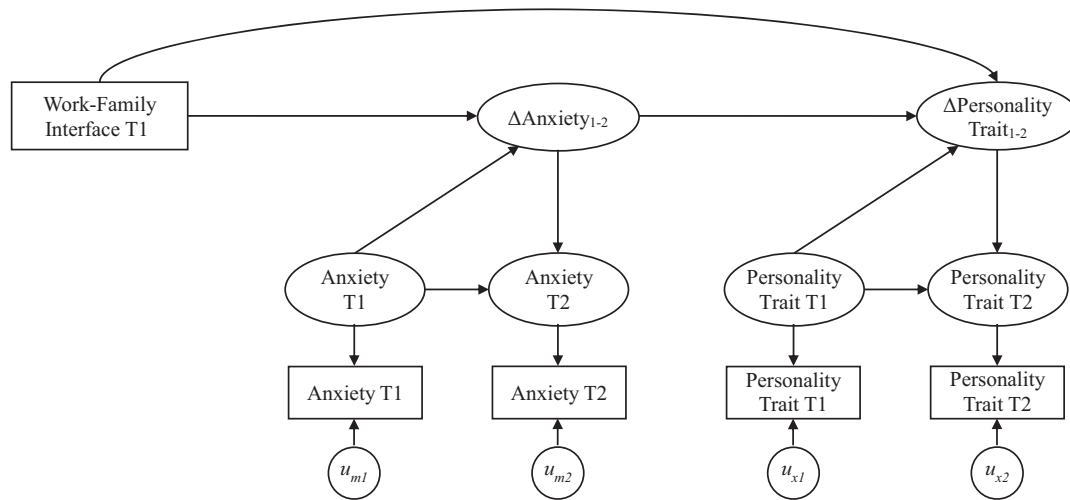 Work-Family
Interface T1
ΔAnxiety₁₋₂
ΔPersonality
Trait₁₋₂
Anxiety
T1
Anxiety
T2
Personality
Trait T1
Personality
Trait T2
Anxiety T1
Anxiety T2
Personality
Trait T1
Personality
Trait T2
uₘ₁
uₘ₂
uₓ₁
uₓ₂